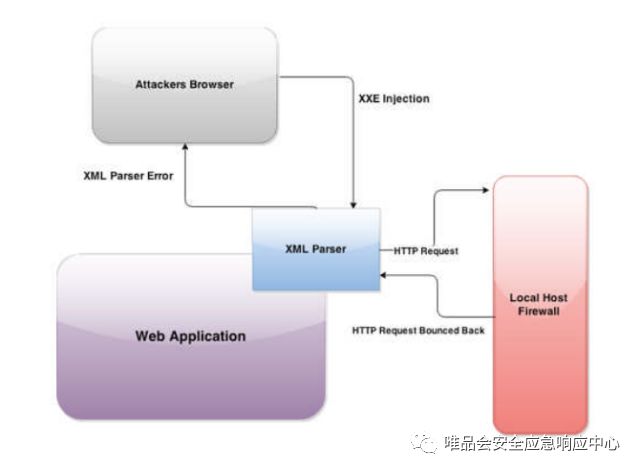 Attackers Browser
XXE Injection
XML Parser Error
XML Parser
HTTP Request
Local Host
Firewall
HTTP Request Bounced Back
Web Application
唯品会安全应急响应中心